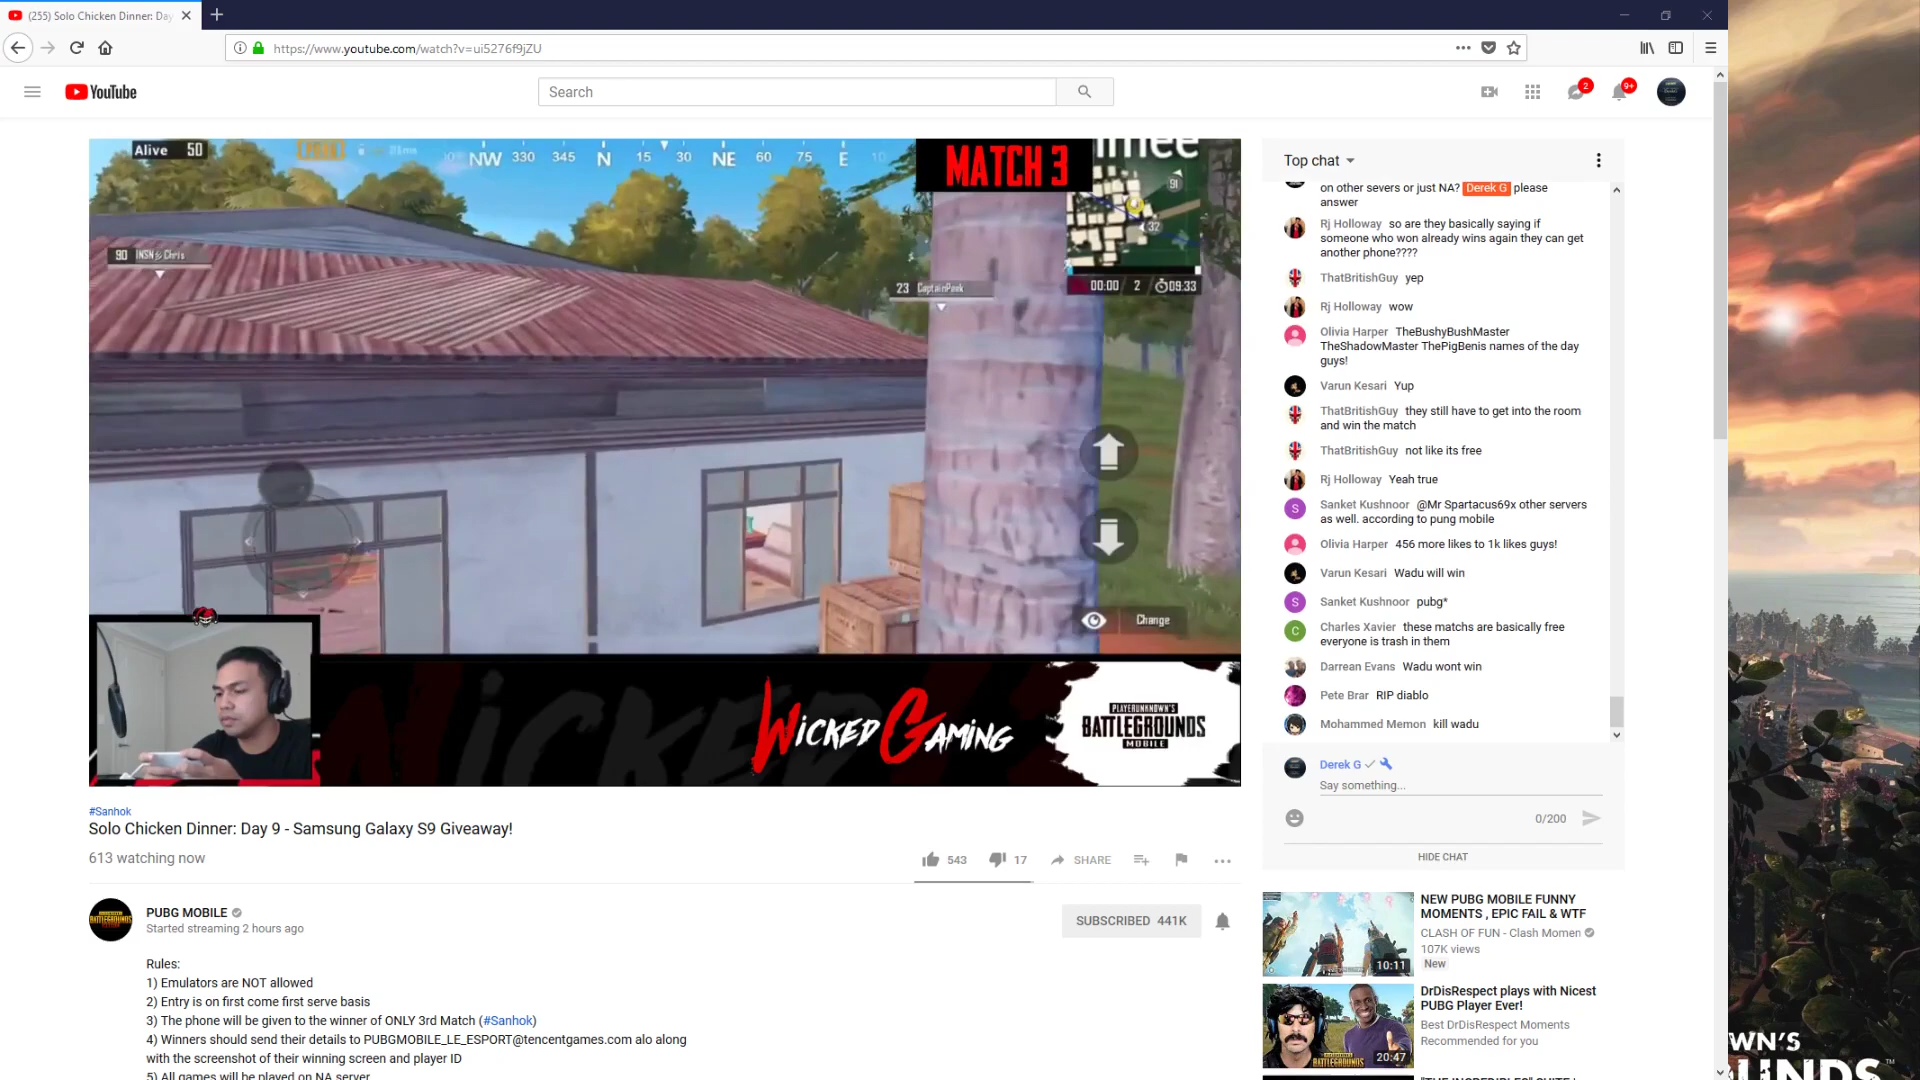 (255) Solo Chicken Dinner: Day
https://www.youtube.com/watch?v=ui5276f9jZU
YouTube
Search
2
9+
Alive 50
NW 330 345 N 15 30 NE 60 75 E
MATCH 3
91
32
00:00 2 09:33
90 INSN Chris
23 CaptainPeek
Change
WICKED GAMING
PLAYERUNKNOWN'S
BATTLEGROUNDS
MOBILE
Top chat
on other severs or just NA? Derek G please
answer
Rj Holloway so are they basically saying if
someone who won already wins again they can get
another phone????
ThatBritishGuy yep
Rj Holloway wow
Olivia Harper TheBushyBushMaster
TheShadowMaster ThePigBenis names of the day
guys!
Varun Kesari Yup
ThatBritishGuy they still have to get into the room
and win the match
ThatBritishGuy not like its free
Rj Holloway Yeah true
S Sanket Kushnoor @Mr Spartacus69x other servers
as well. according to pung mobile
Olivia Harper 456 more likes to 1k likes guys!
Varun Kesari Wadu will win
S Sanket Kushnoor pubg*
C Charles Xavier these matchs are basically free
everyone is trash in them
Darrean Evans Wadu wont win
Pete Brar RIP diablo
Mohammed Memon kill wadu
Derek G
Say something...
0/200
HIDE CHAT
#Sanhok
Solo Chicken Dinner: Day 9 - Samsung Galaxy S9 Giveaway!
613 watching now
543 17 SHARE
PUBG MOBILE
Started streaming 2 hours ago
SUBSCRIBED 441K
Rules:
1) Emulators are NOT allowed
2) Entry is on first come first serve basis
3) The phone will be given to the winner of ONLY 3rd Match (#Sanhok)
4) Winners should send their details to PUBGMOBILE_LE_ESPORT@tencentgames.com alo along
with the screenshot of their winning screen and player ID
5) All games will be played on NA server
NEW PUBG MOBILE FUNNY
MOMENTS , EPIC FAIL & WTF
CLASH OF FUN - Clash Momen
107K views
New
10:11
DrDisRespect plays with Nicest
PUBG Player Ever!
Best DrDisRespect Moments
Recommended for you
20:47
WN'S
UNDS